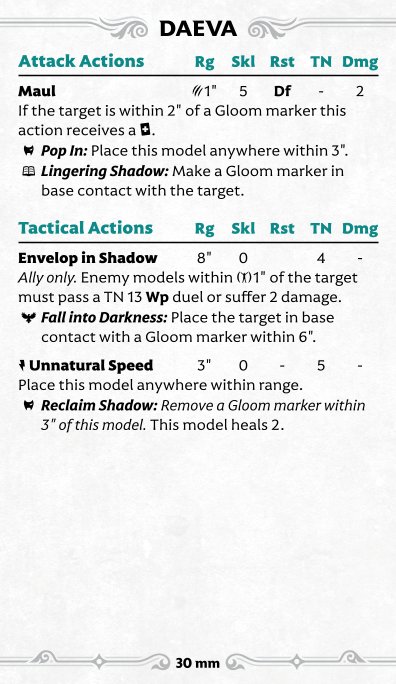 DAEVA
Attack Actions Rg Skl Rst TN Dmg
Maul 1" 5 Df - 2
If the target is within 2" of a Gloom marker this
action receives a .
Pop In: Place this model anywhere within 3".
Lingering Shadow: Make a Gloom marker in
base contact with the target.
Tactical Actions Rg Skl Rst TN Dmg
Envelop in Shadow 8" 0 4 -
Ally only. Enemy models within 1" of the target
must pass a TN 13 Wp duel or suffer 2 damage.
Fall into Darkness: Place the target in base
contact with a Gloom marker within 6".
Unnatural Speed 3" 0 - 5 -
Place this model anywhere within range.
Reclaim Shadow: Remove a Gloom marker within
3" of this model. This model heals 2.
30 mm